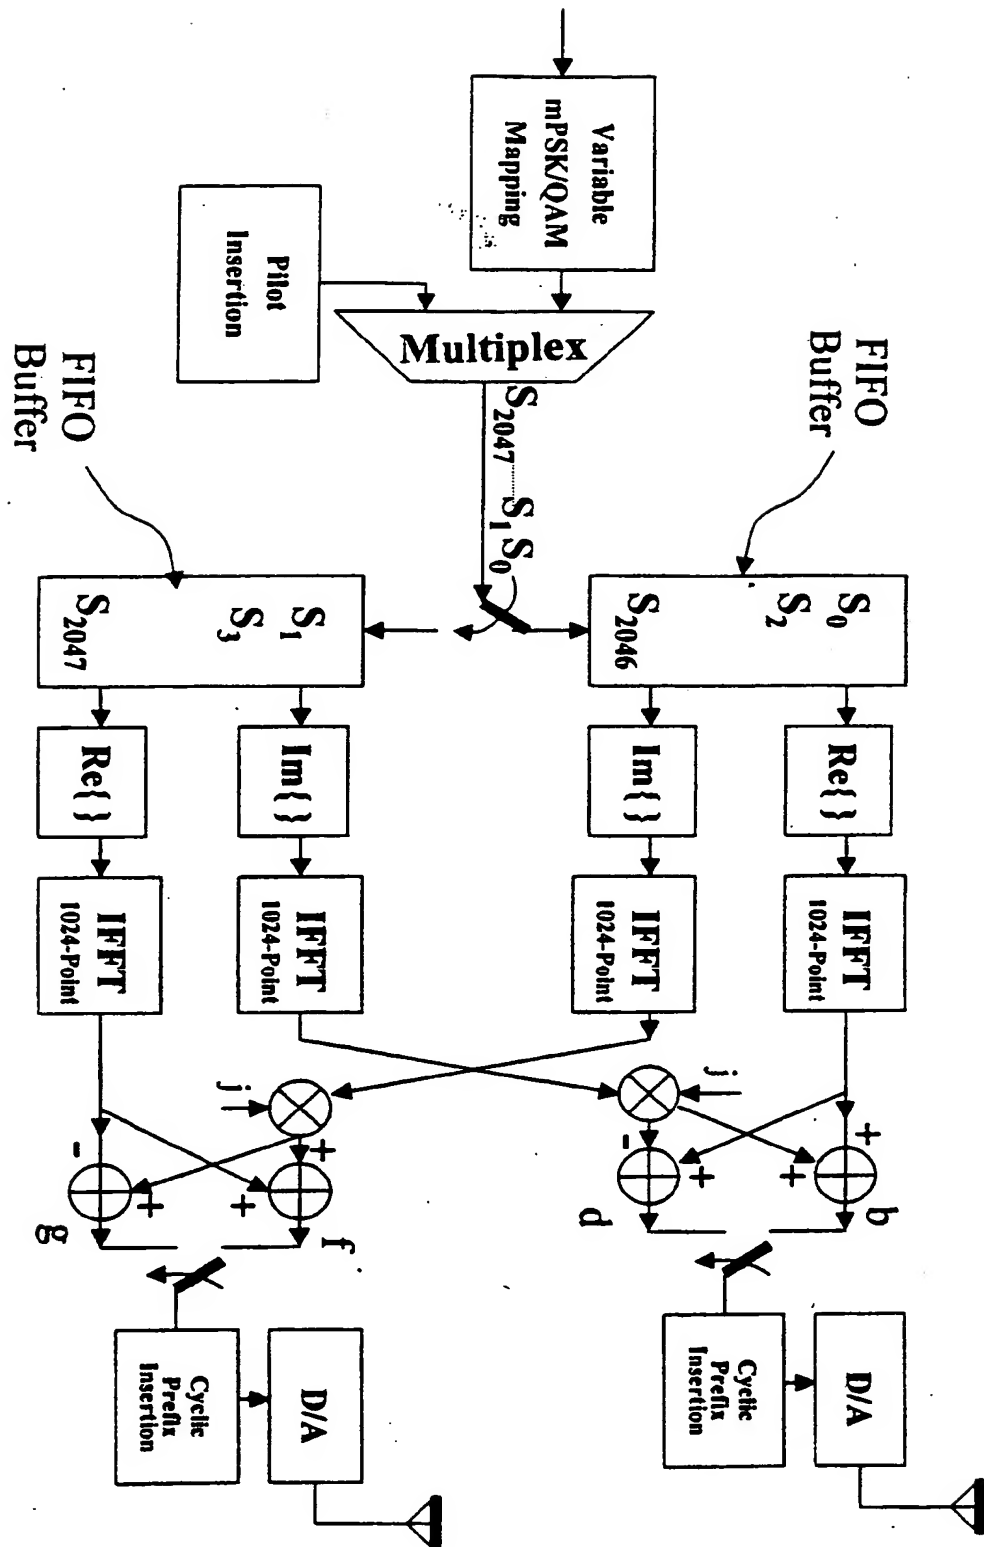 Variable
mPSK/QAM
Mapping
Pilot
Insertion
Multiplex
S2047 ........ S1 S0
FIFO
Buffer
FIFO
Buffer
S0
S2
S2046
S1
S3
S2047
Re{ }
Im{ }
Im{ }
Re{ }
IFFT
1024-Point
IFFT
1024-Point
IFFT
1024-Point
IFFT
1024-Point
j
j
+
+
b
+
-
d
+
+
f
+
-
g
Cyclic
Prefix
Insertion
D/A
Cyclic
Prefix
Insertion
D/A